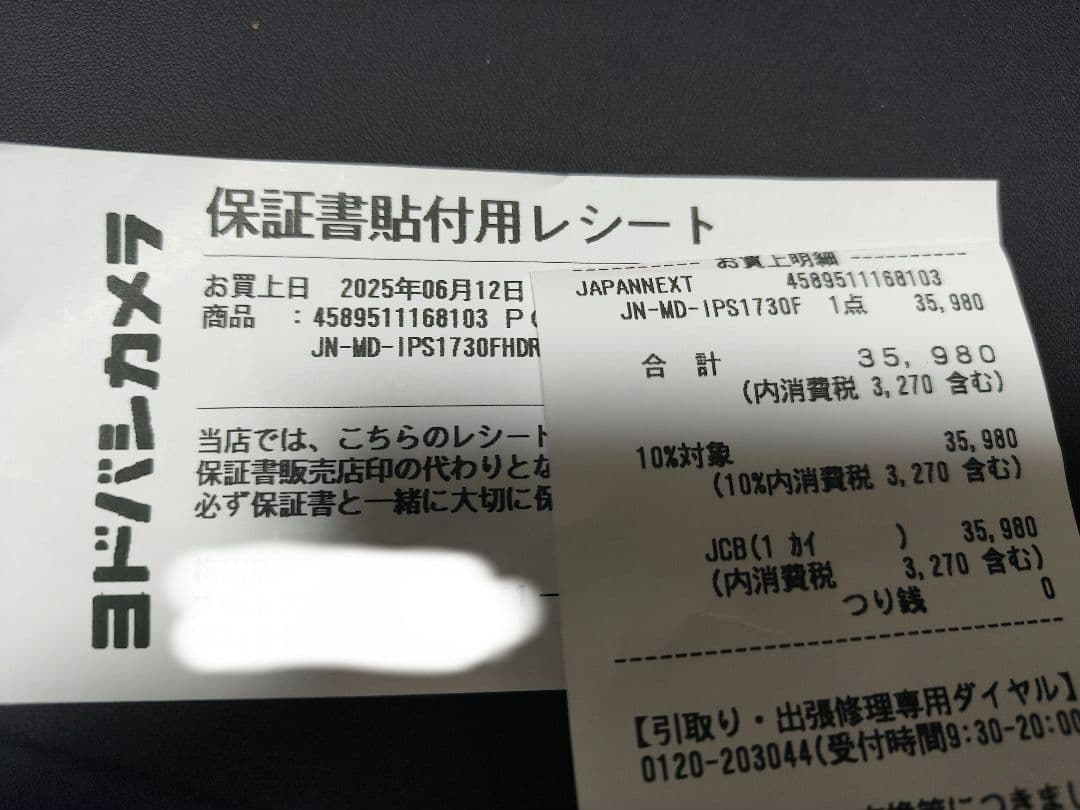 ヨドバシカメラ
保証書貼付用レシート
お買上日 2025年06月12日
商品 :4589511168103 P
JN-MD-IPS1730FHDR
当店では、こちらのレシート
保証書販売店印の代わりとな
必ず保証書と一緒に大切に保
お買上明細
JAPANNEXT 4589511168103
JN-MD-IPS1730F 1点 35,980
合計 35,980
(内消費税 3,270 含む)
10%対象 35,980
(10%内消費税 3,270 含む)
JCB(1 カイ ) 35,980
(内消費税 3,270 含む)
つり銭 0
【引取り・出張修理専用ダイヤル】
0120-203044(受付時間9:30-20:00